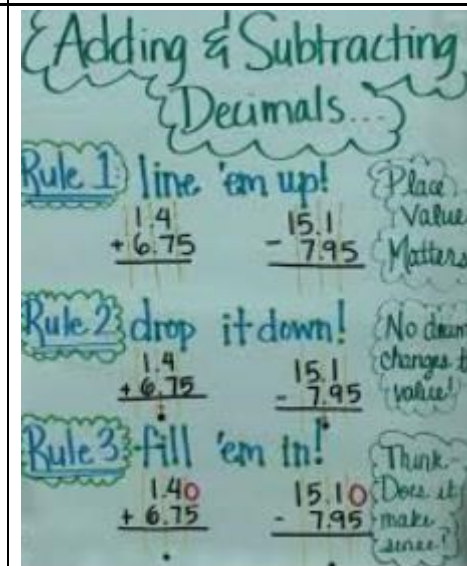 Adding & Subtracting
Decimals...
Rule 1: line 'em up!
1.4
+ 6.75
15.1
- 7.95
Place
Value
Matters
Rule 2: drop it down!
1.4
+ 6.75
.
15.1
- 7.95
.
No
changes
value!
Rule 3: fill 'em in!
1.40
+ 6.75
.
15.10
- 7.95
.
Think-
Does it
make
sense!